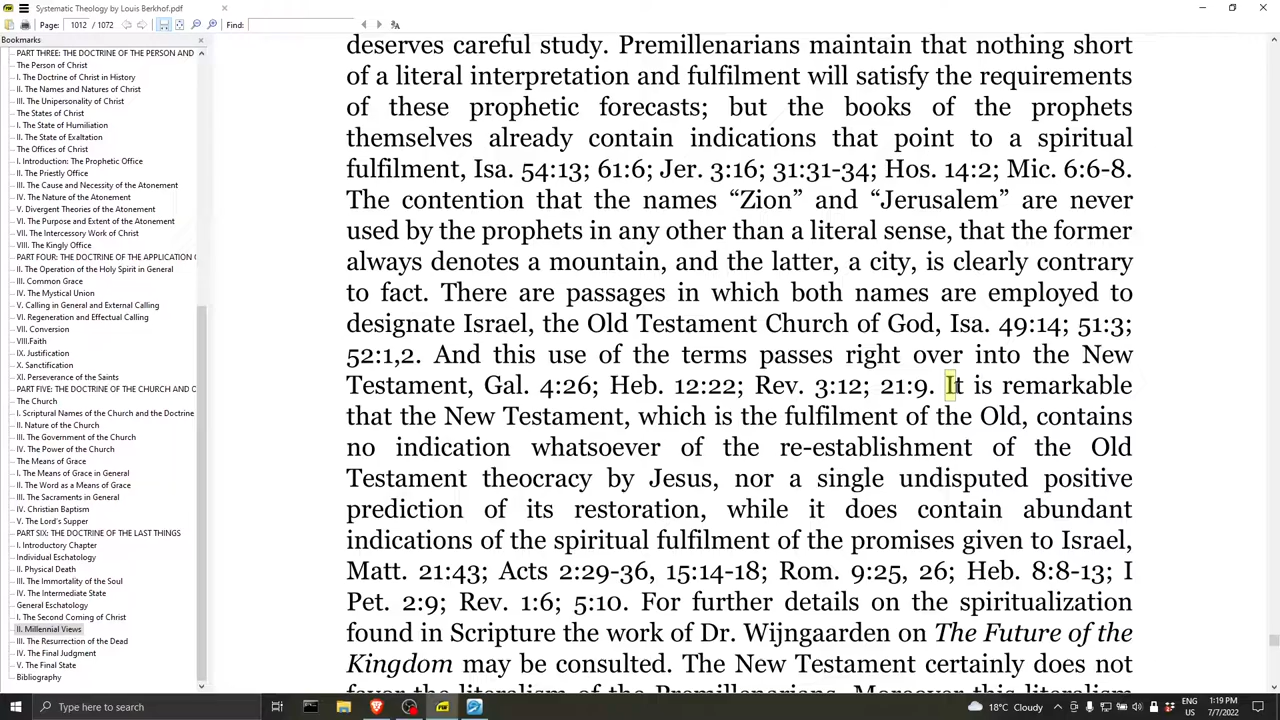 Systematic Theology by Louis Berkhof.pdf
Page: 1012 / 1072
Find:
Bookmarks
PART THREE: THE DOCTRINE OF THE PERSON AND
The Person of Christ
I. The Doctrine of Christ in History
II. The Names and Natures of Christ
III. The Unipersonality of Christ
The States of Christ
I. The State of Humiliation
II. The State of Exaltation
The Offices of Christ
I. Introduction: The Prophetic Office
II. The Priestly Office
III. The Cause and Necessity of the Atonement
IV. The Nature of the Atonement
V. Divergent Theories of the Atonement
VI. The Purpose and Extent of the Atonement
VII. The Intercessory Work of Christ
VIII. The Kingly Office
PART FOUR: THE DOCTRINE OF THE APPLICATION (
II. The Operation of the Holy Spirit in General
III. Common Grace
IV. The Mystical Union
V. Calling in General and External Calling
VI. Regeneration and Effectual Calling
VII. Conversion
VIII.Faith
IX. Justification
X. Sanctification
XI. Perseverance of the Saints
PART FIVE: THE DOCTRINE OF THE CHURCH AND C
The Church
I. Scriptural Names of the Church and the Doctrine
II. Nature of the Church
III. The Government of the Church
IV. The Power of the Church
The Means of Grace
I. The Means of Grace in General
II. The Word as a Means of Grace
III. The Sacraments in General
IV. Christian Baptism
V. The Lord's Supper
PART SIX: THE DOCTRINE OF THE LAST THINGS
I. Introductory Chapter
Individual Eschatology
II. Physical Death
III. The Immortality of the Soul
IV. The Intermediate State
General Eschatology
I. The Second Coming of Christ
II. Millennial Views
III. The Resurrection of the Dead
IV. The Final Judgment
V. The Final State
Bibliography
deserves careful study. Premillenarians maintain that nothing short
of a literal interpretation and fulfilment will satisfy the requirements
of these prophetic forecasts; but the books of the prophets
themselves already contain indications that point to a spiritual
fulfilment, Isa. 54:13; 61:6; Jer. 3:16; 31:31-34; Hos. 14:2; Mic. 6:6-8.
The contention that the names “Zion” and “Jerusalem” are never
used by the prophets in any other than a literal sense, that the former
always denotes a mountain, and the latter, a city, is clearly contrary
to fact. There are passages in which both names are employed to
designate Israel, the Old Testament Church of God, Isa. 49:14; 51:3;
52:1,2. And this use of the terms passes right over into the New
Testament, Gal. 4:26; Heb. 12:22; Rev. 3:12; 21:9. It is remarkable
that the New Testament, which is the fulfilment of the Old, contains
no indication whatsoever of the re-establishment of the Old
Testament theocracy by Jesus, nor a single undisputed positive
prediction of its restoration, while it does contain abundant
indications of the spiritual fulfilment of the promises given to Israel,
Matt. 21:43; Acts 2:29-36, 15:14-18; Rom. 9:25, 26; Heb. 8:8-13; I
Pet. 2:9; Rev. 1:6; 5:10. For further details on the spiritualization
found in Scripture the work of Dr. Wijngaarden on The Future of the
Kingdom may be consulted. The New Testament certainly does not
favor the literalism of the Premillenarians. Moreover this literalism
Type here to search
18°C Cloudy
ENG
US
1:19 PM
7/7/2022